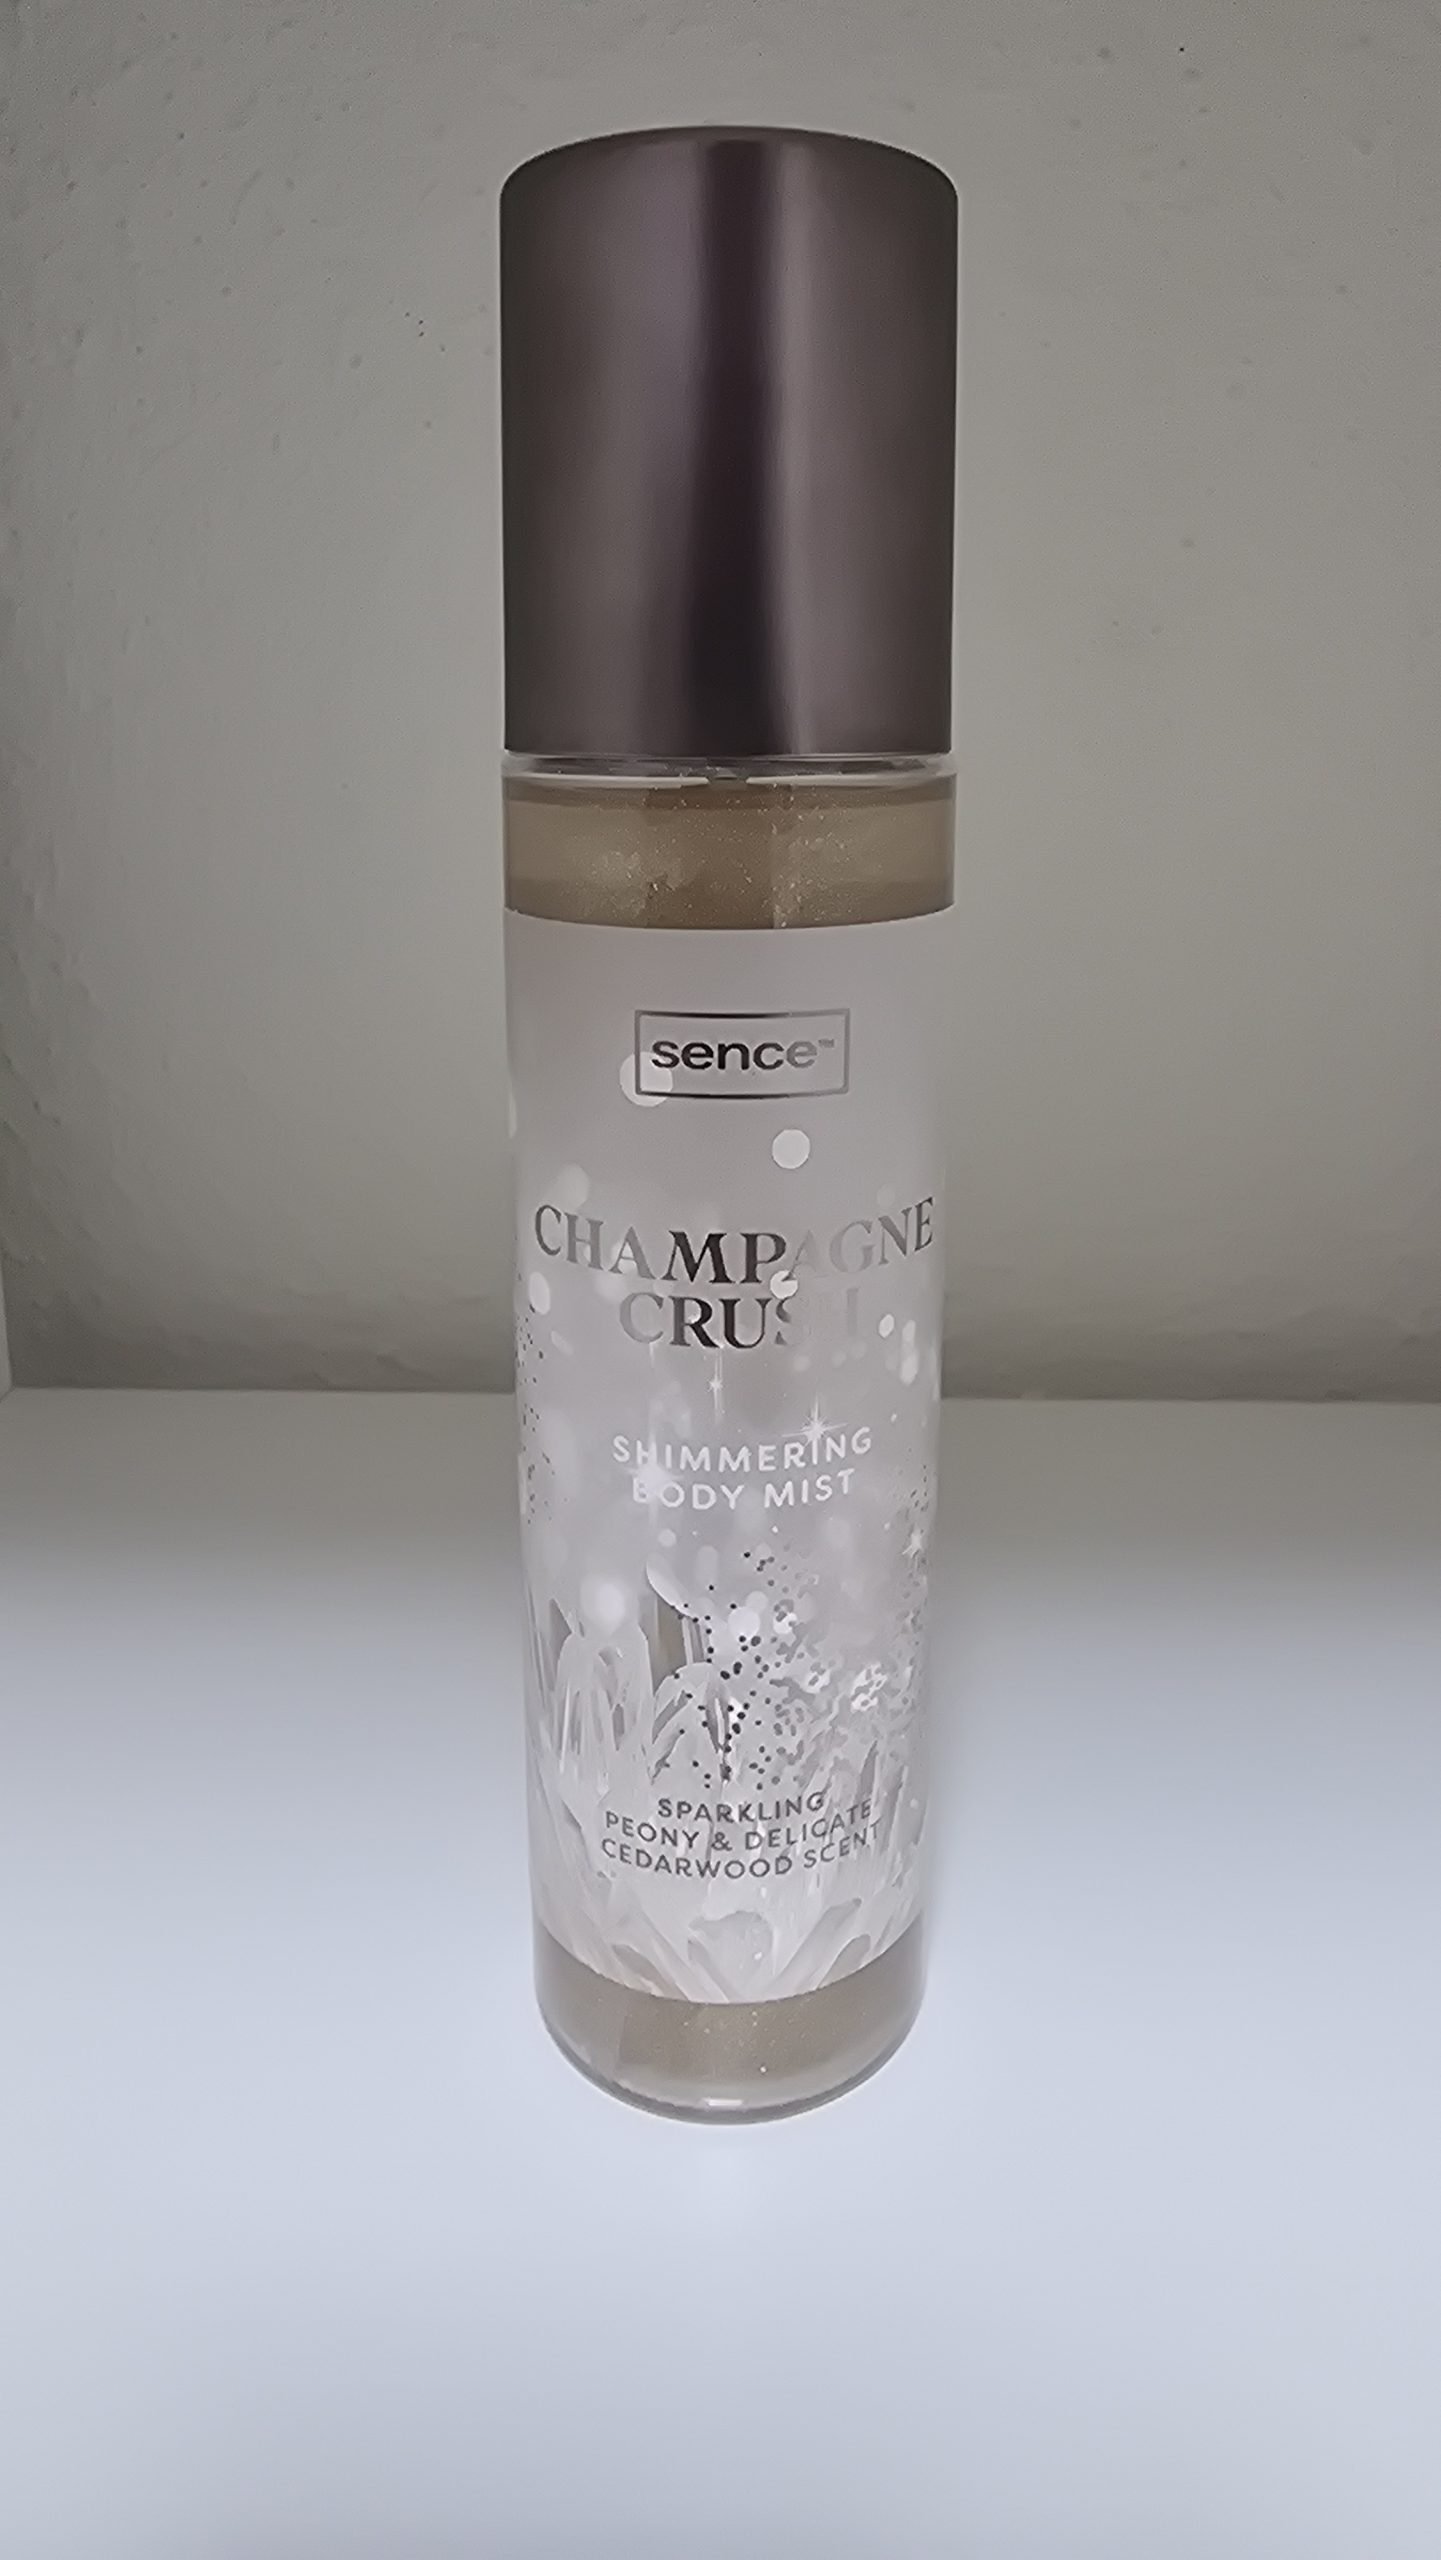 sence™
CHAMPAGNE
CRUSH
SHIMMERING
BODY MIST
SPARKLING
PEONY & DELICATE
CEDARWOOD SCENT